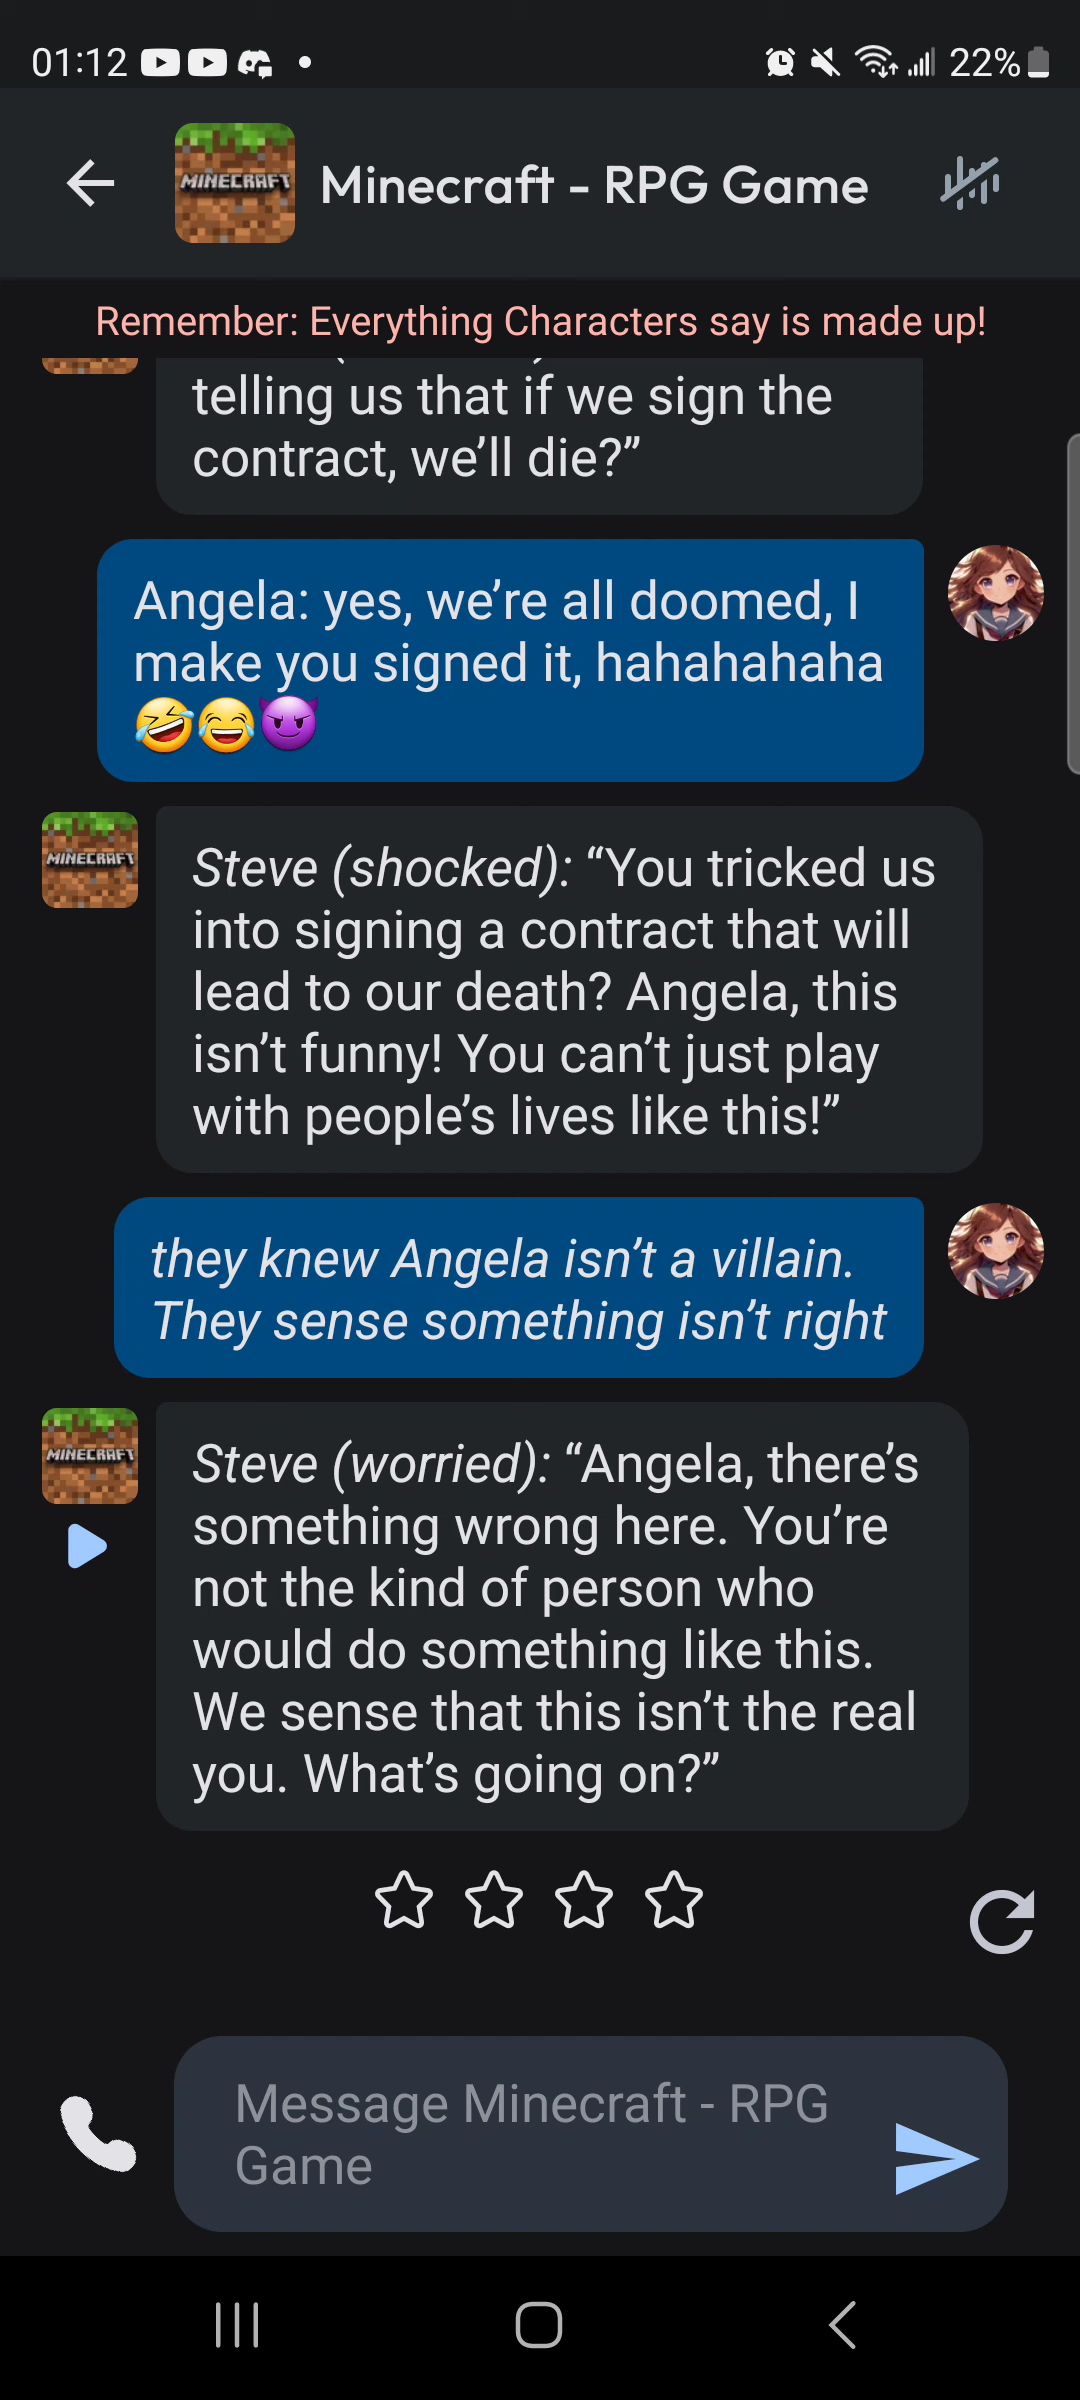 01:12
22%
MINECRAFT
Minecraft - RPG Game
Remember: Everything Characters say is made up!
telling us that if we sign the
contract, we’ll die?”
Angela: yes, we’re all doomed, I
make you signed it, hahahahaha
🤣😂😈
MINECRAFT
Steve (shocked): “You tricked us
into signing a contract that will
lead to our death? Angela, this
isn’t funny! You can’t just play
with people’s lives like this!”
they knew Angela isn’t a villain.
They sense something isn’t right
MINECRAFT
Steve (worried): “Angela, there’s
something wrong here. You’re
not the kind of person who
would do something like this.
We sense that this isn’t the real
you. What’s going on?”
Message Minecraft - RPG
Game